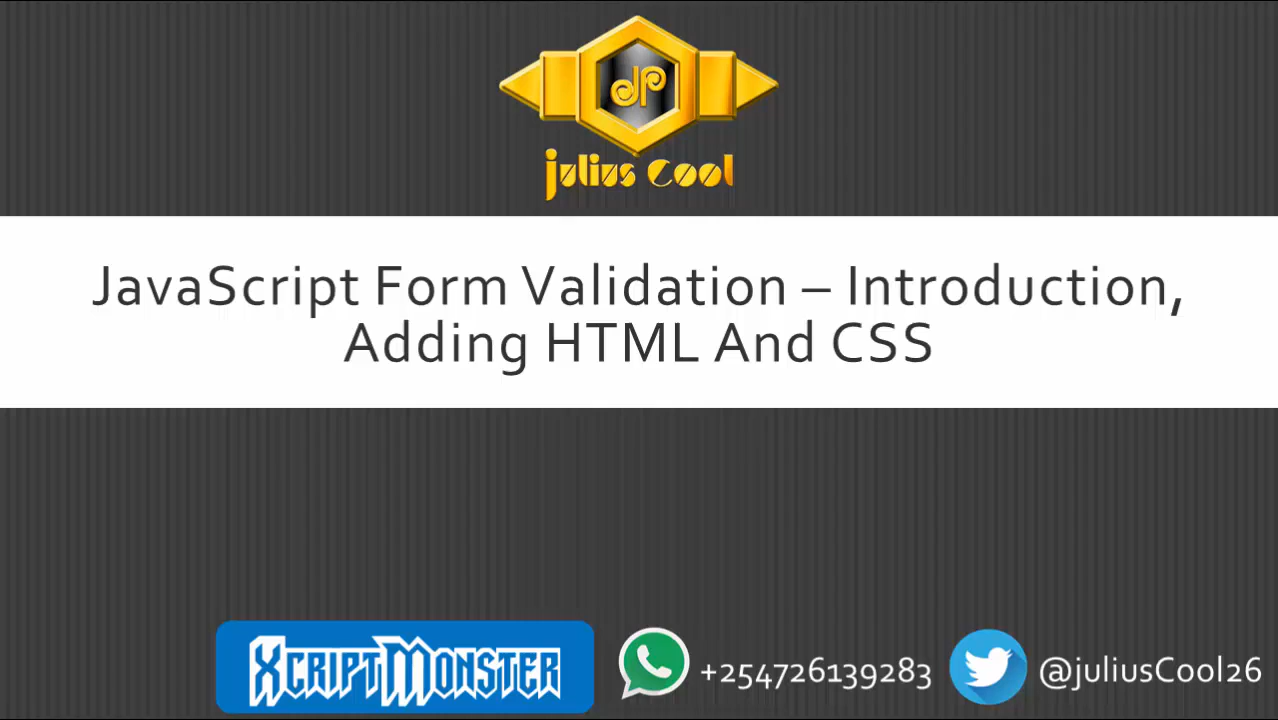 dp
julius Cool
JavaScript Form Validation – Introduction,
Adding HTML And CSS
XCRIPTMONSTER
+254726139283
@juliusCool26